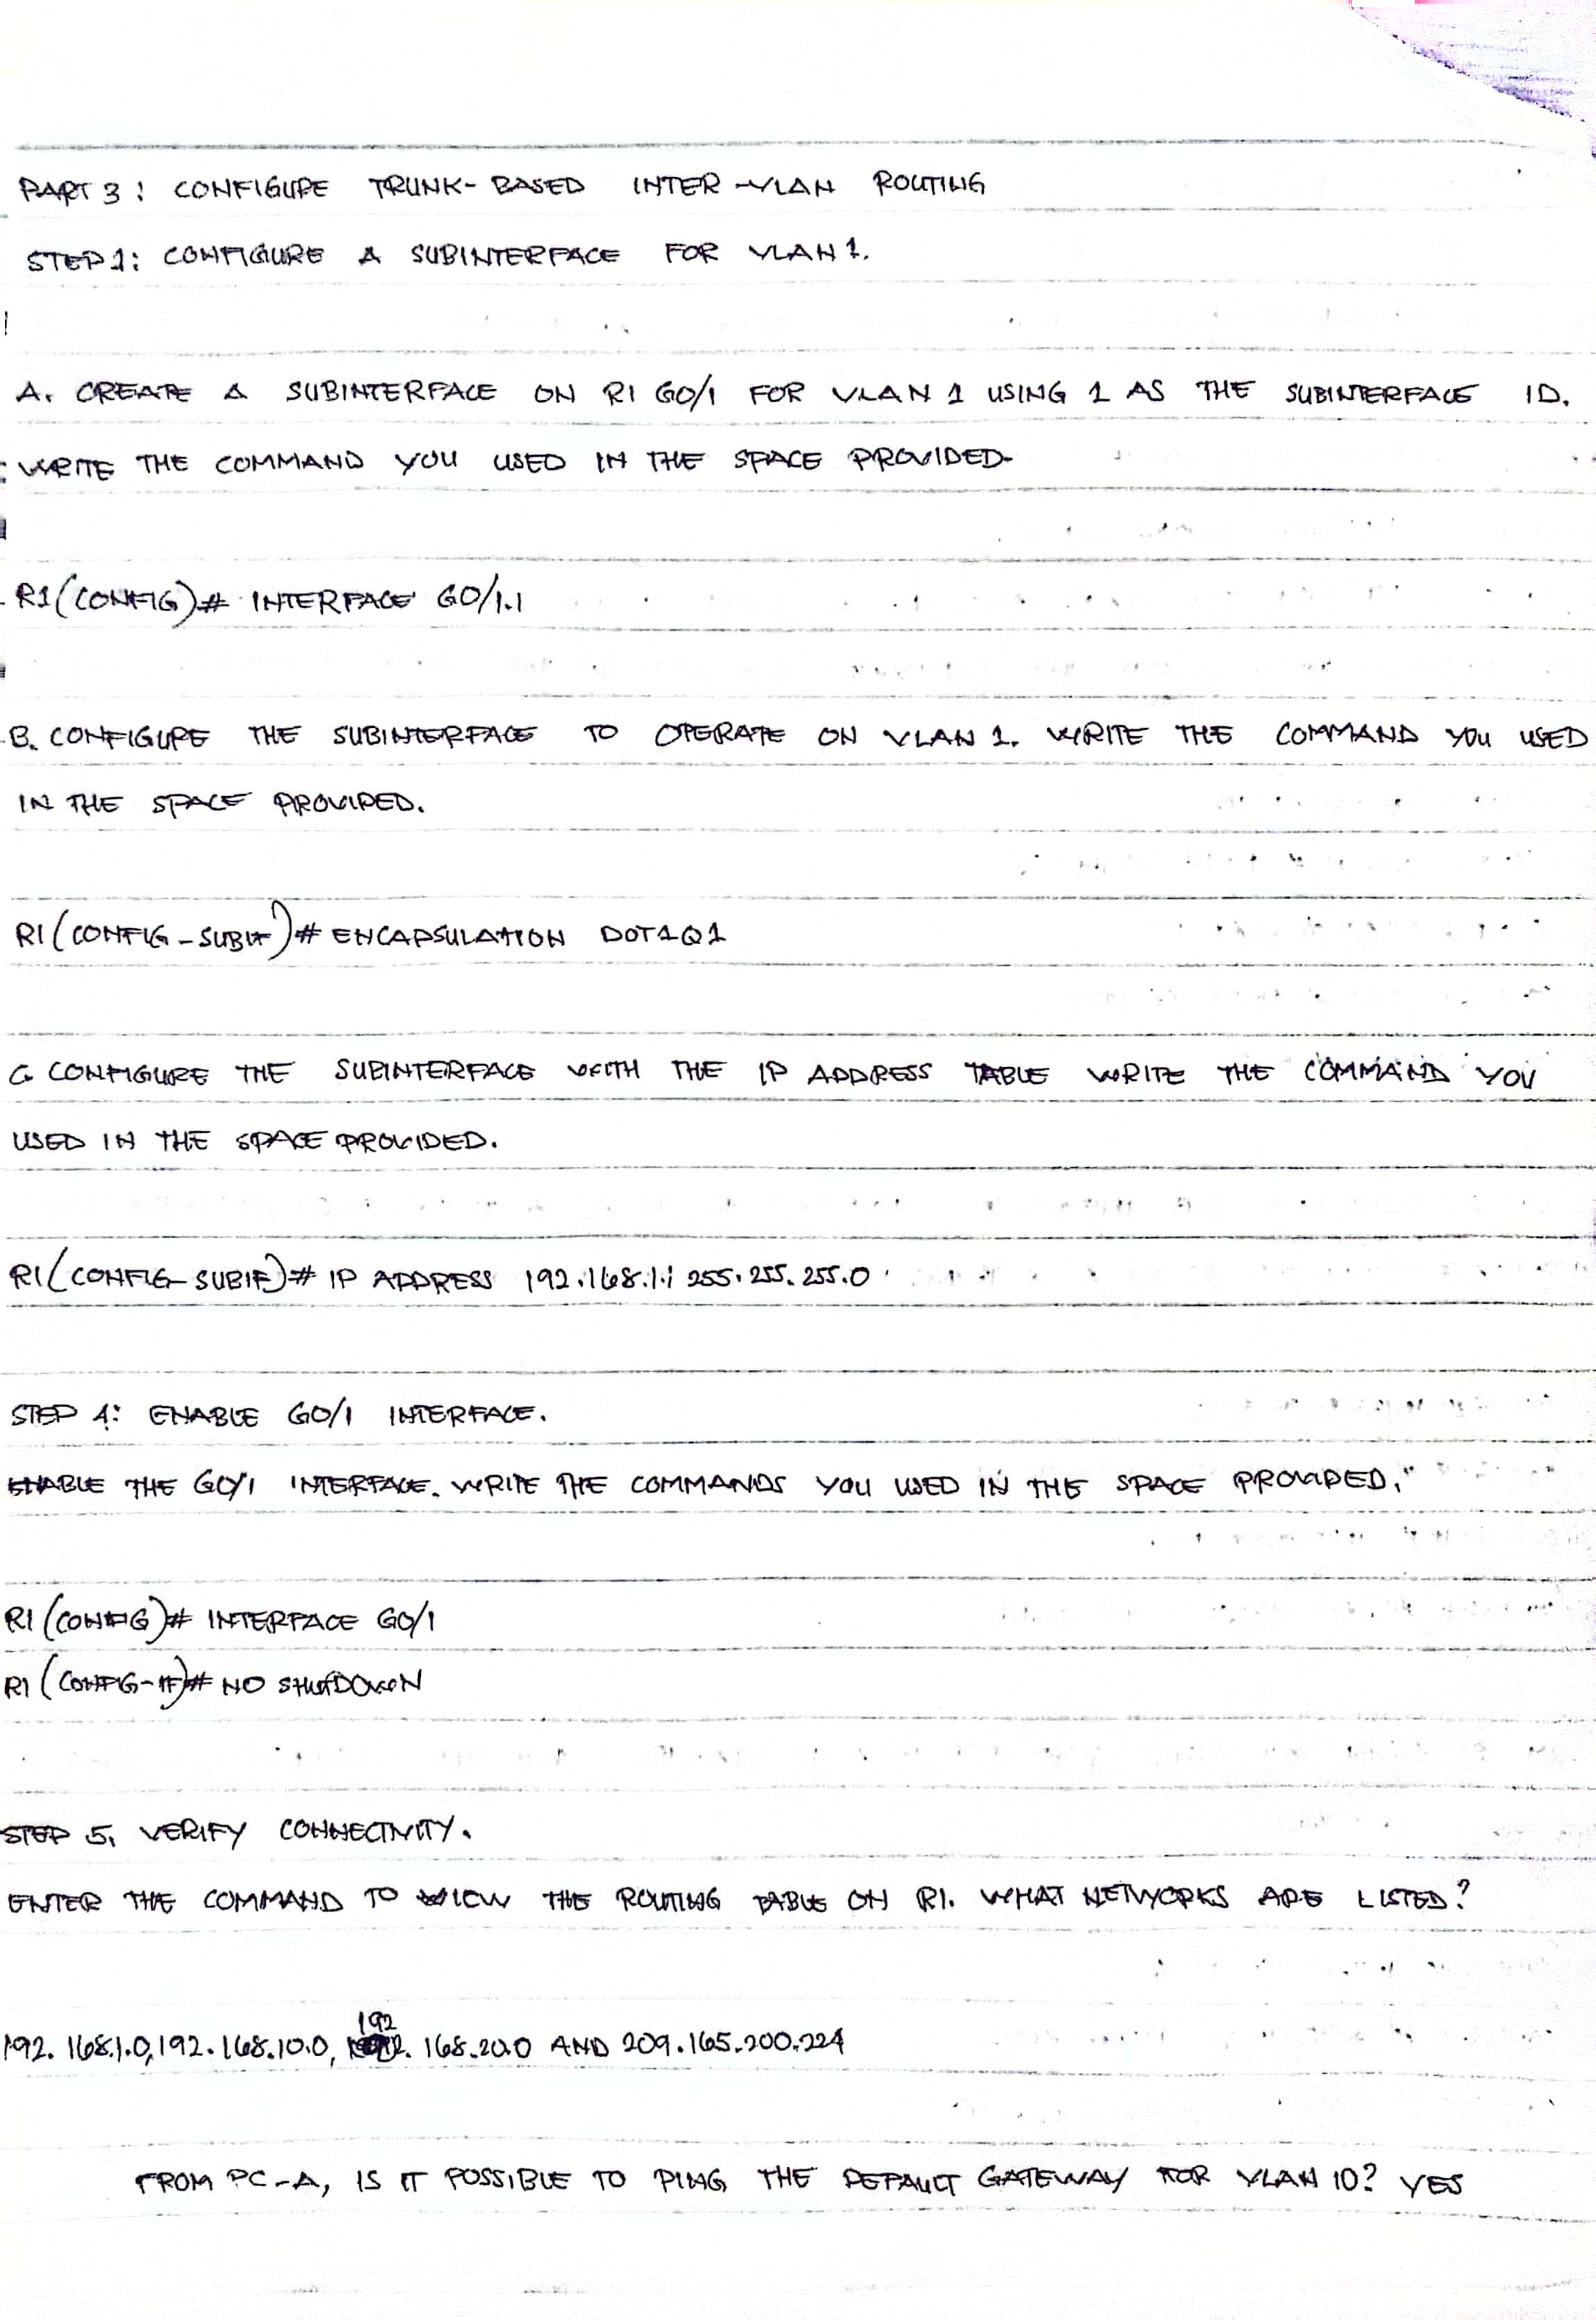 PART 3: CONFIGURE TRUNK-BASED INTER-VLAN ROUTING
STEP 1: CONFIGURE A SUBINTERFACE FOR VLAN 1.
A. CREATE A SUBINTERFACE ON R1 G0/1 FOR VLAN 1 USING 1 AS THE SUBINTERFACE ID.
WRITE THE COMMAND YOU USED IN THE SPACE PROVIDED.
R1(CONFIG)# INTERFACE G0/1.1
B. CONFIGURE THE SUBINTERFACE TO OPERATE ON VLAN 1. WRITE THE COMMAND YOU USED
IN THE SPACE PROVIDED.
R1(CONFIG-SUBIF)# ENCAPSULATION DOT1Q1
C. CONFIGURE THE SUBINTERFACE WITH THE IP ADDRESS TABLE WRITE THE COMMAND YOU
USED IN THE SPACE PROVIDED.
R1(CONFIG-SUBIF)# IP ADDRESS 192.168.1.1 255.255.255.0
STEP 4: ENABLE G0/1 INTERFACE.
ENABLE THE G0/1 INTERFACE. WRITE THE COMMANDS YOU USED IN THE SPACE PROVIDED.
R1(CONFIG)# INTERFACE G0/1
R1(CONFIG-IF)# NO SHUTDOWN
STEP 5. VERIFY CONNECTIVITY.
ENTER THE COMMAND TO VIEW THE ROUTING TABLE ON R1. WHAT NETWORKS ARE LISTED?
192.168.1.0, 192.168.10.0, 192.168.20.0 AND 209.165.200.224
FROM PC-A, IS IT POSSIBLE TO PING THE DEFAULT GATEWAY FOR VLAN 10? YES